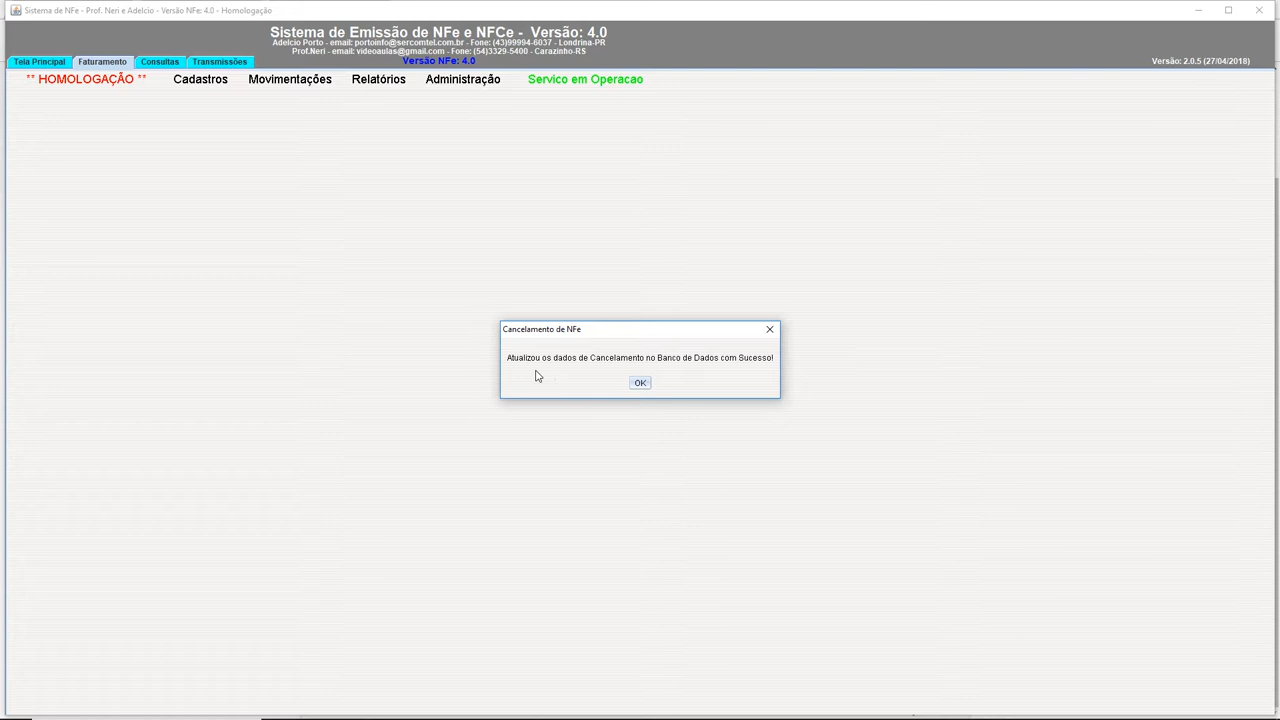 Sistema de NFe - Prof. Neri e Adelcio - Versão NFe: 4.0 - Homologação
Sistema de Emissão de NFe e NFCe - Versão: 4.0
Adelcio Porto - email: portoinfo@sercomtel.com.br - Fone: (43)99994-6037 - Londrina-PR
Prof.Neri - email: videoaulas@gmail.com - Fone: (54)3329-5400 - Carazinho-RS
Versão NFe: 4.0
Tela Principal Faturamento Consultas Transmissões Versão: 2.0.5 (27/04/2018)
** HOMOLOGAÇÃO ** Cadastros Movimentações Relatórios Administração Servico em Operacao
Cancelamento de NFe
Atualizou os dados de Cancelamento no Banco de Dados com Sucesso!
OK